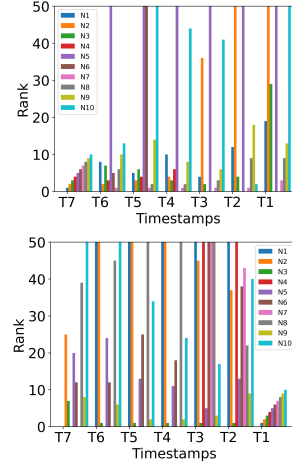 50
40
30
20
10
0
Rank
N1
N2
N3
N4
N5
N6
N7
N8
N9
N10
T7 T6 T5 T4 T3 T2 T1
Timestamps
50
40
30
20
10
0
Rank
N1
N2
N3
N4
N5
N6
N7
N8
N9
N10
T7 T6 T5 T4 T3 T2 T1
Timestamps